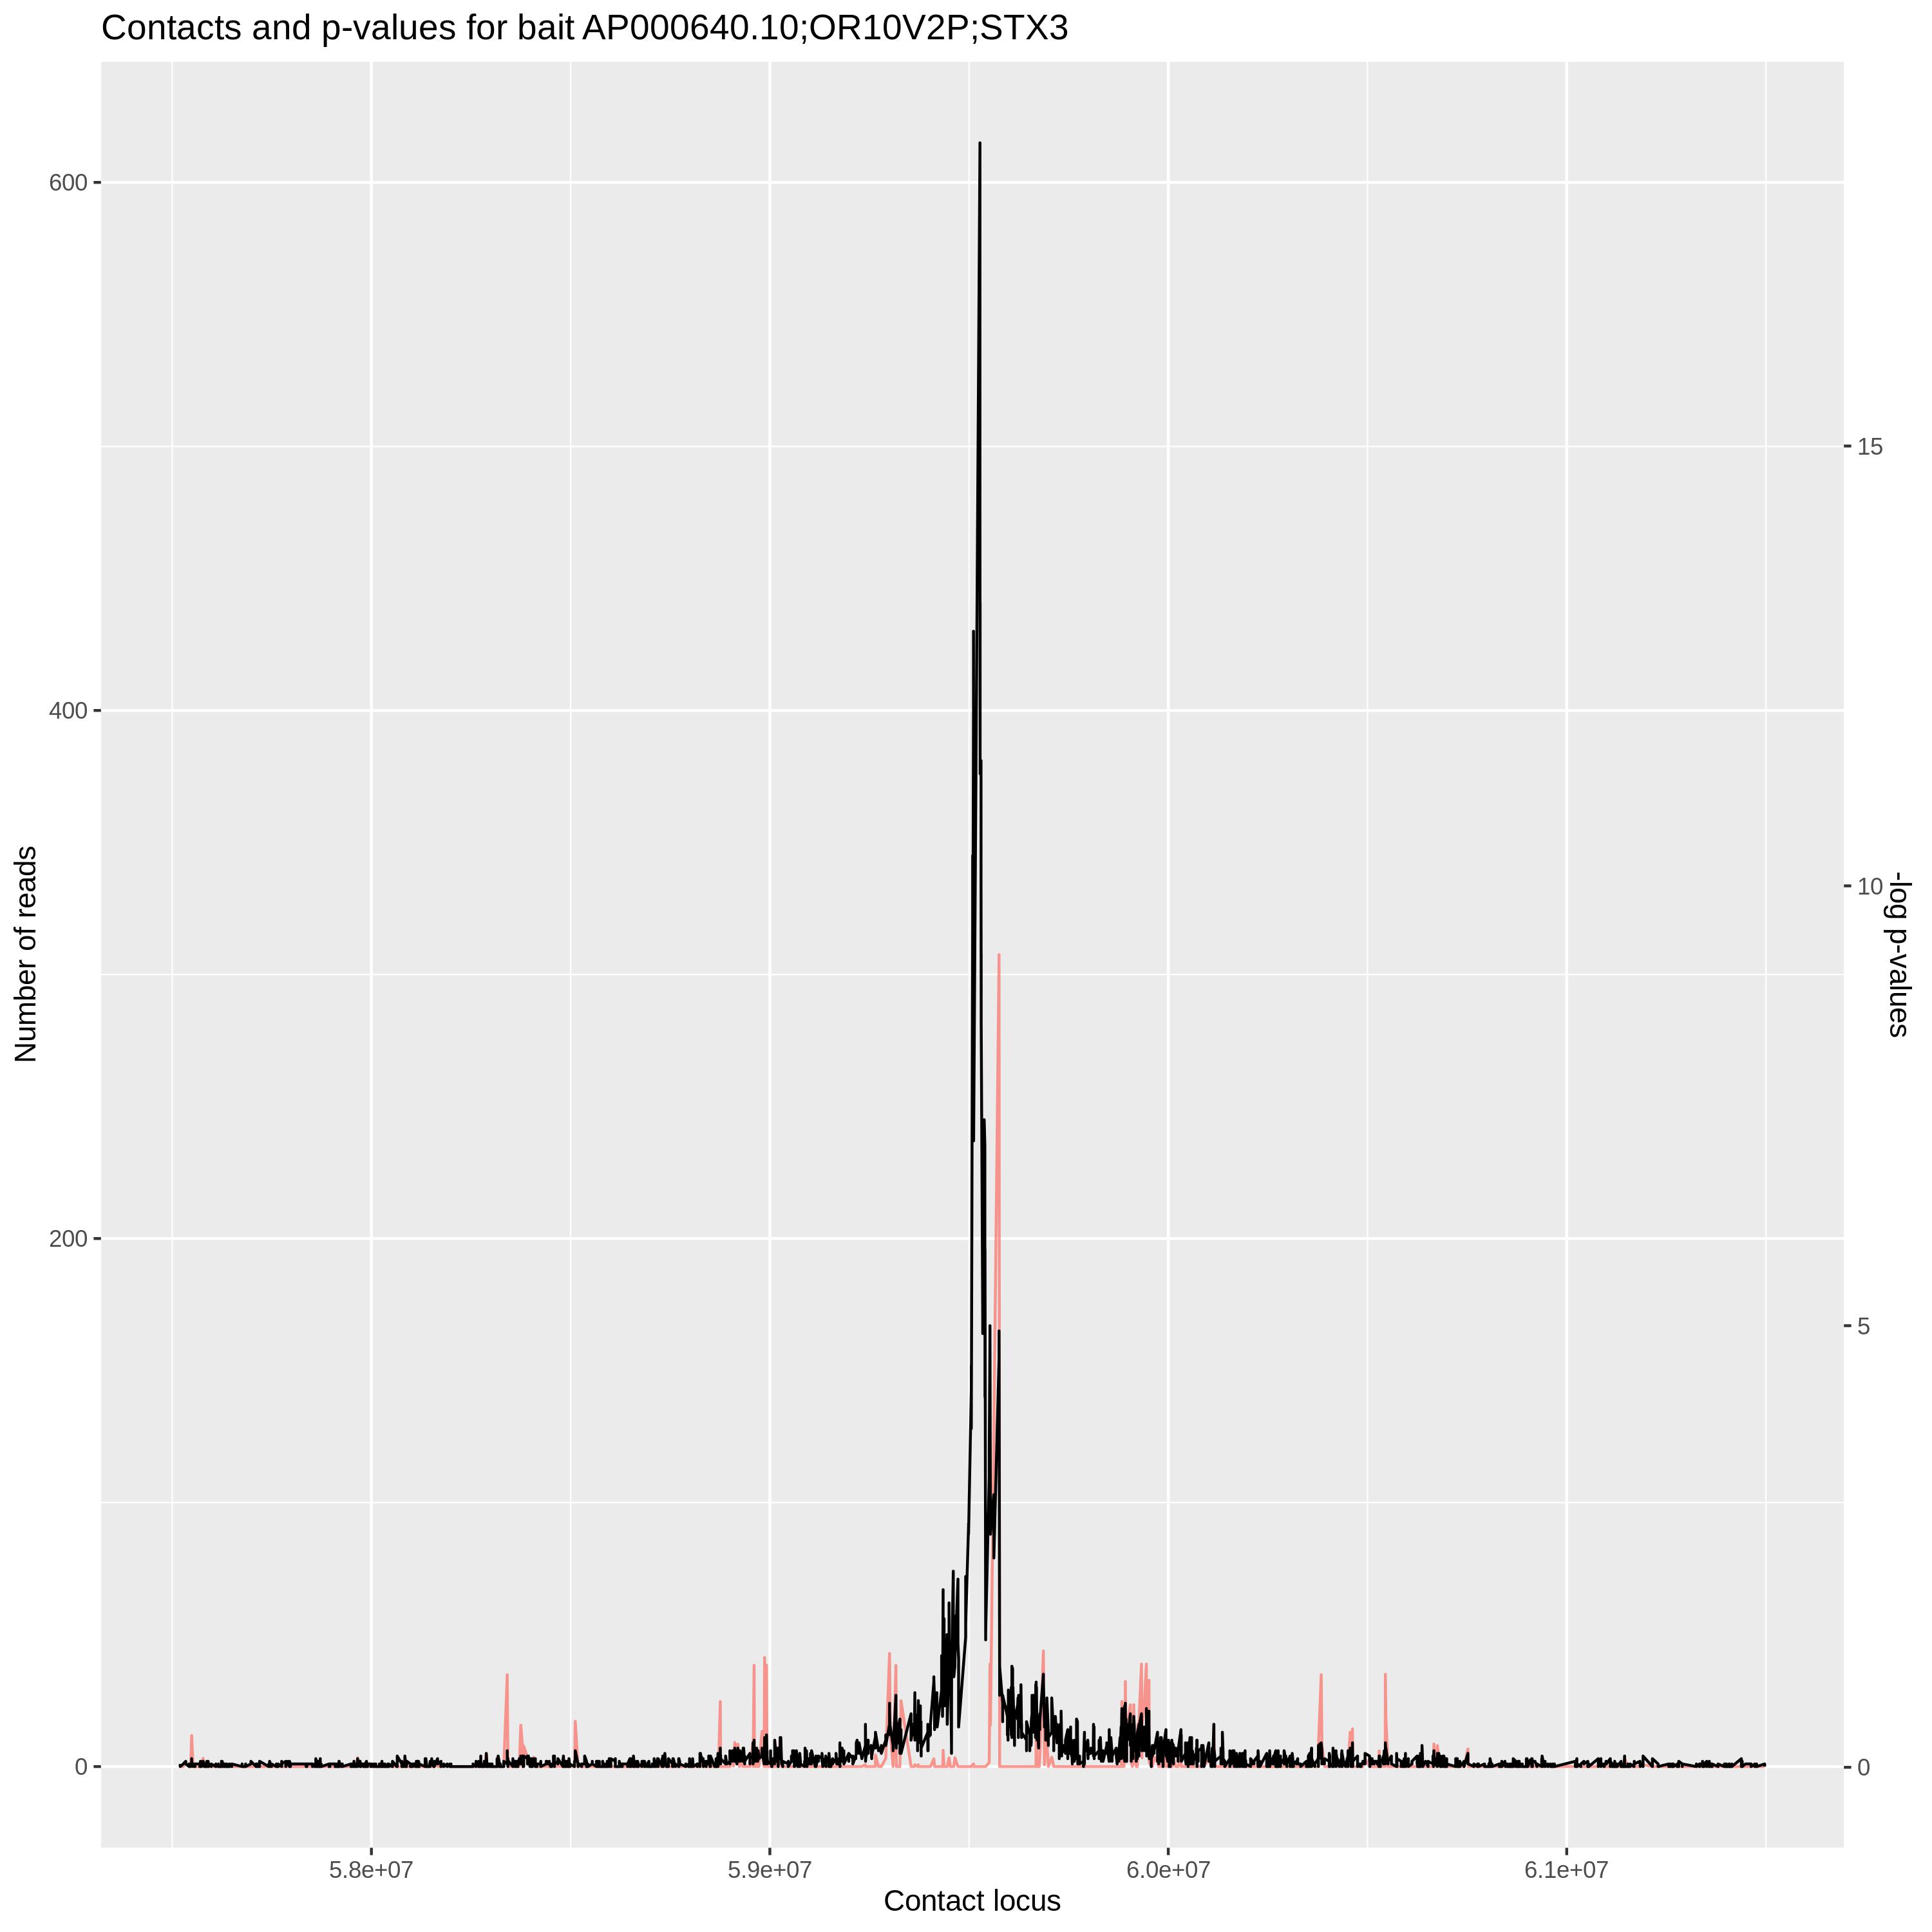 Contacts and p-values for bait AP000640.10;OR10V2P;STX3
600
400
200
0
15
10
5
0
Number of reads
-log p-values
5.8e+07
5.9e+07
6.0e+07
6.1e+07
Contact locus